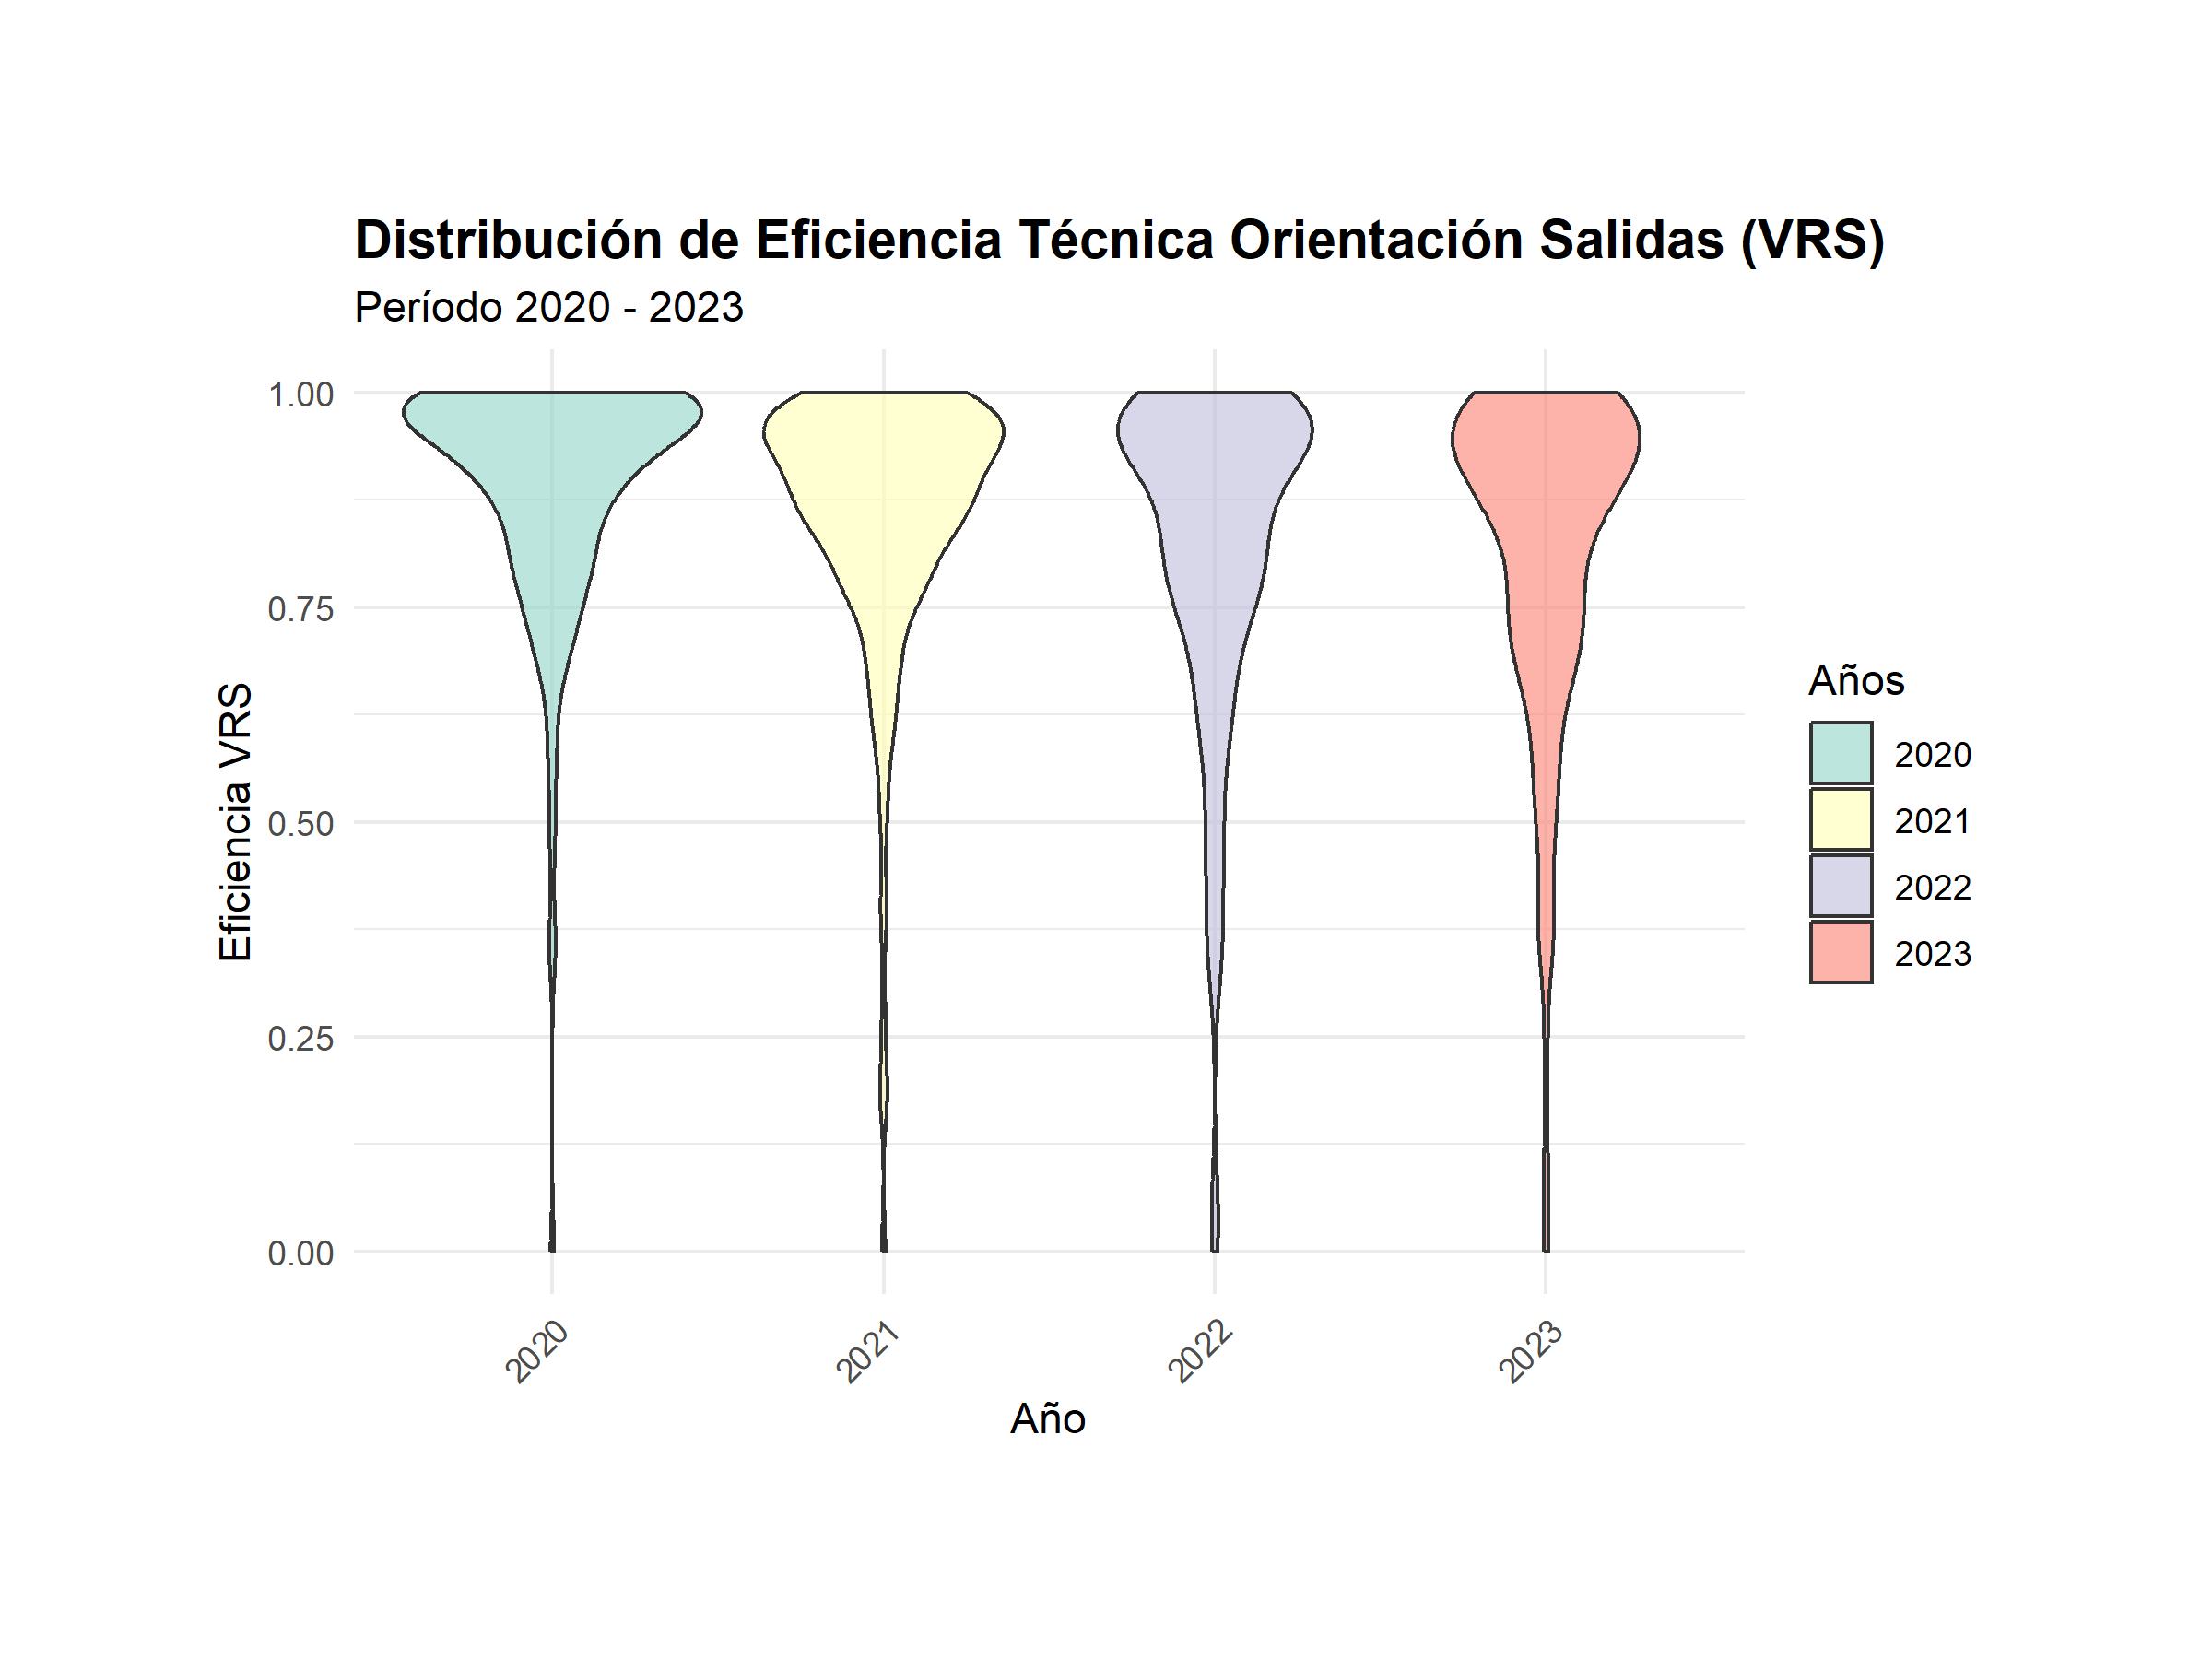 Distribución de Eficiencia Técnica Orientación Salidas (VRS)
Período 2020 - 2023
Eficiencia VRS
1.00
0.75
0.50
0.25
0.00
2020
2021
2022
2023
Año
Años
2020
2021
2022
2023